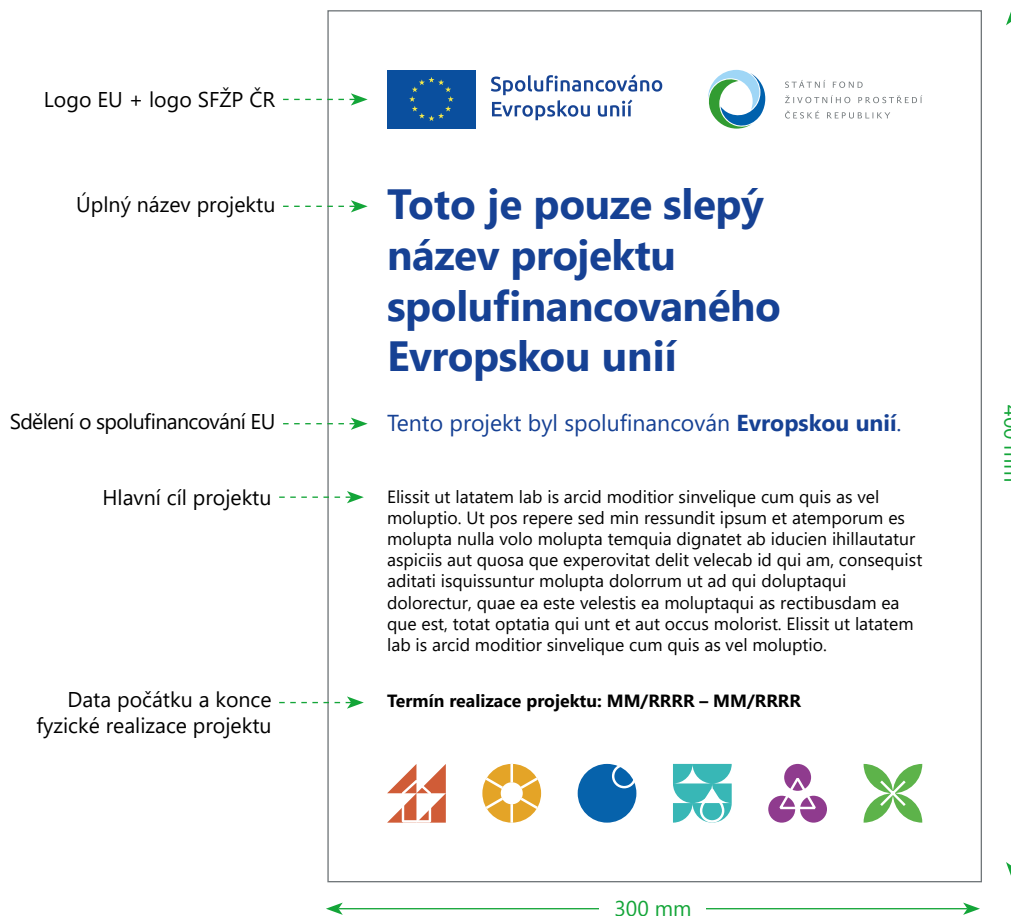 Logo EU + logo SFŽP ČR
Spolufinancováno
Evropskou unií
STÁTNÍ FOND
ŽIVOTNÍHO PROSTŘEDÍ
ČESKÉ REPUBLIKY
Úplný název projektu
Toto je pouze slepý
název projektu
spolufinancovaného
Evropskou unií
Sdělení o spolufinancování EU
Tento projekt byl spolufinancován Evropskou unií.
Hlavní cíl projektu
Elissit ut latatem lab is arcid moditior sinvelique cum quis as vel
moluptio. Ut pos repere sed min ressundit ipsum et atemporum es
molupta nulla volo molupta temquia dignatet ab iducien ihillautatur
aspiciis aut quosa que experovitat delit velecab id qui am, consequist
aditati isquissuntur molupta dolorrum ut ad qui doluptaqui
dolorectur, quae ea este velestis ea moluptaqui as rectibusdam ea
que est, totat optatia qui unt et aut occus molorist. Elissit ut latatem
lab is arcid moditior sinvelique cum quis as vel moluptio.
Data počátku a konce
fyzické realizace projektu
Termín realizace projektu: MM/RRRR – MM/RRRR
300 mm